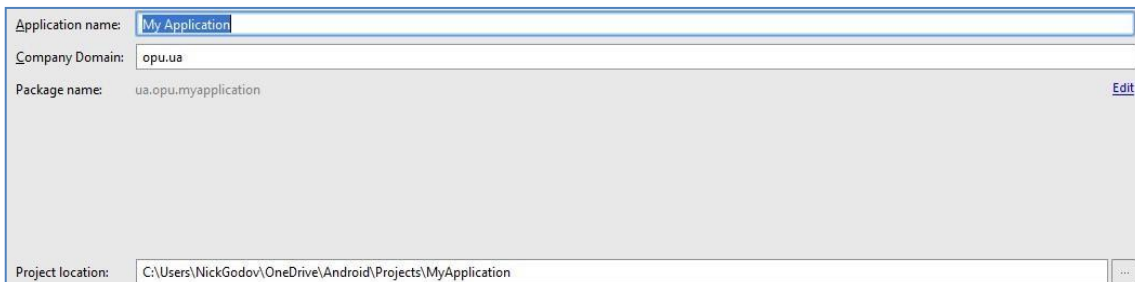 Application name: My Application
Company Domain: opu.ua
Package name: ua.opu.myapplication Edit
Project location: C:\Users\NickGodov\OneDrive\Android\Projects\MyApplication ...